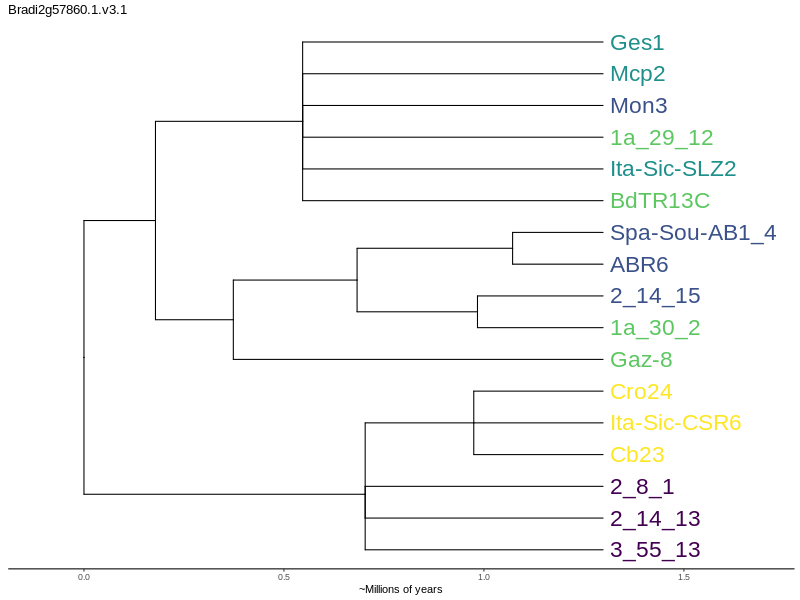 Bradi2g57860.1.v3.1
Ges1
Mcp2
Mon3
1a_29_12
Ita-Sic-SLZ2
BdTR13C
Spa-Sou-AB1_4
ABR6
2_14_15
1a_30_2
Gaz-8
Cro24
Ita-Sic-CSR6
Cb23
2_8_1
2_14_13
3_55_13
0.0 0.5 1.0 1.5
~Millions of years